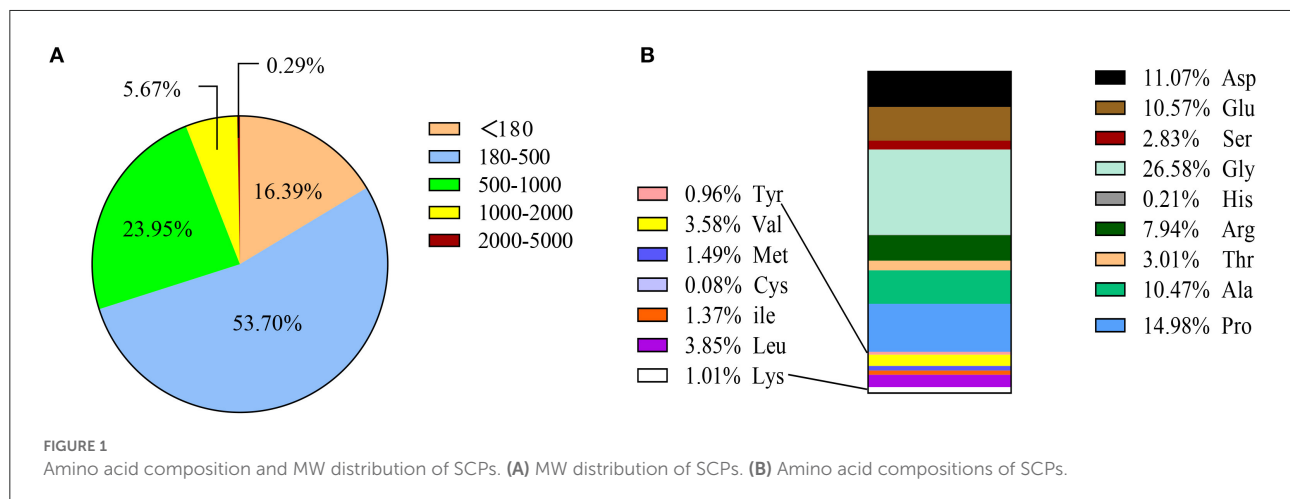 A
0.29%
5.67%
16.39%
23.95%
53.70%
<180
180-500
500-1000
1000-2000
2000-5000
B
0.96% Tyr
3.58% Val
1.49% Met
0.08% Cys
1.37% ile
3.85% Leu
1.01% Lys
11.07% Asp
10.57% Glu
2.83% Ser
26.58% Gly
0.21% His
7.94% Arg
3.01% Thr
10.47% Ala
14.98% Pro
FIGURE 1
Amino acid composition and MW distribution of SCPs. (A) MW distribution of SCPs. (B) Amino acid compositions of SCPs.